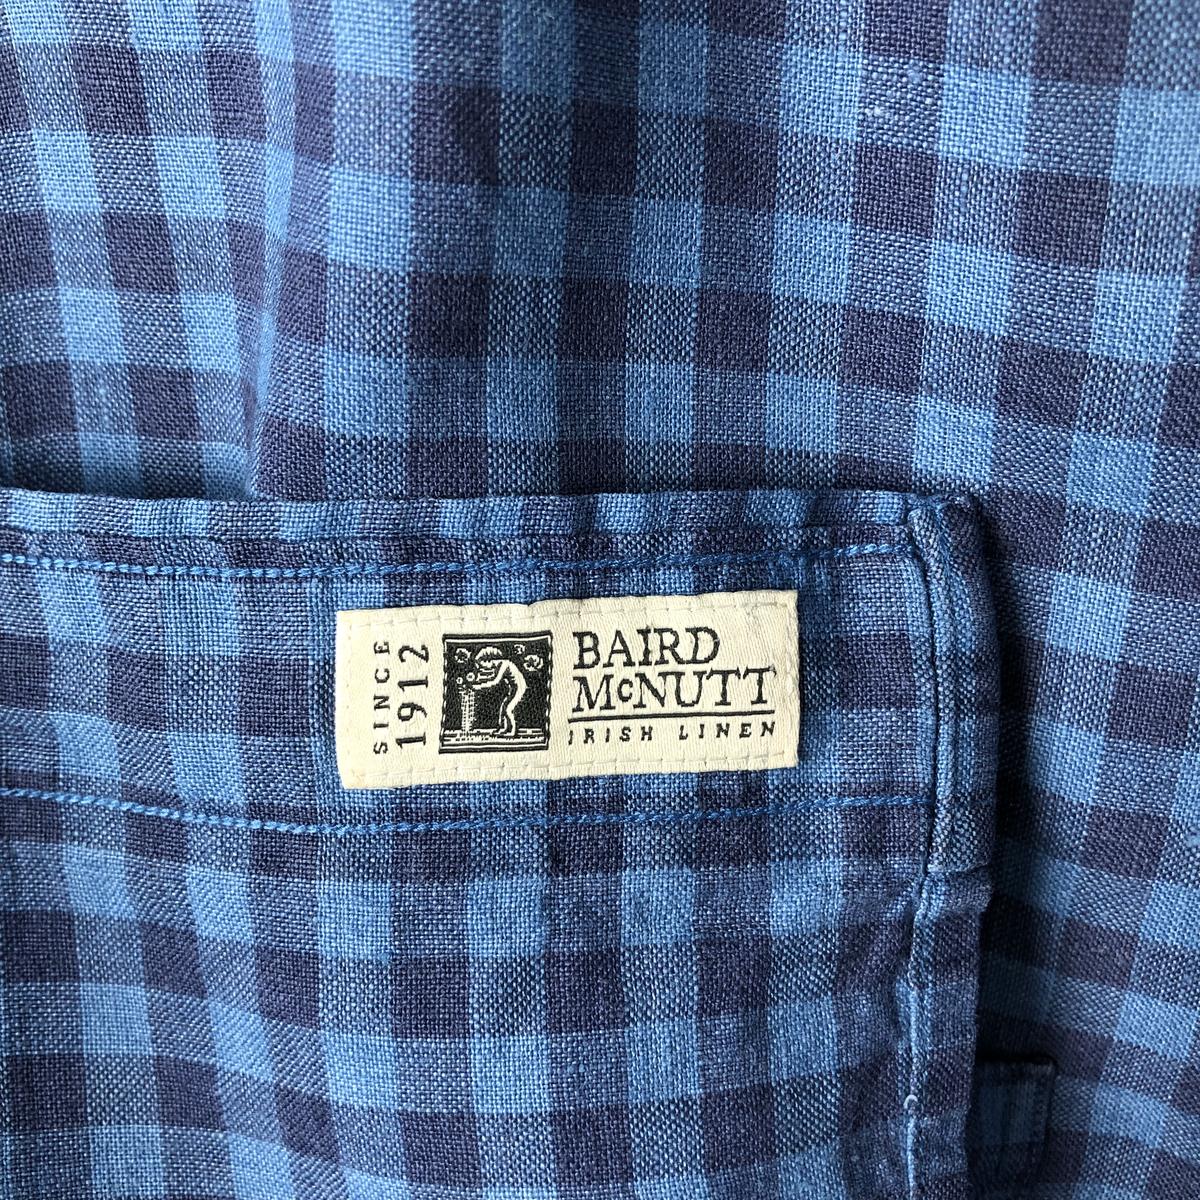 SINCE
1912
BAIRD
McNUTT
IRISH LINEN